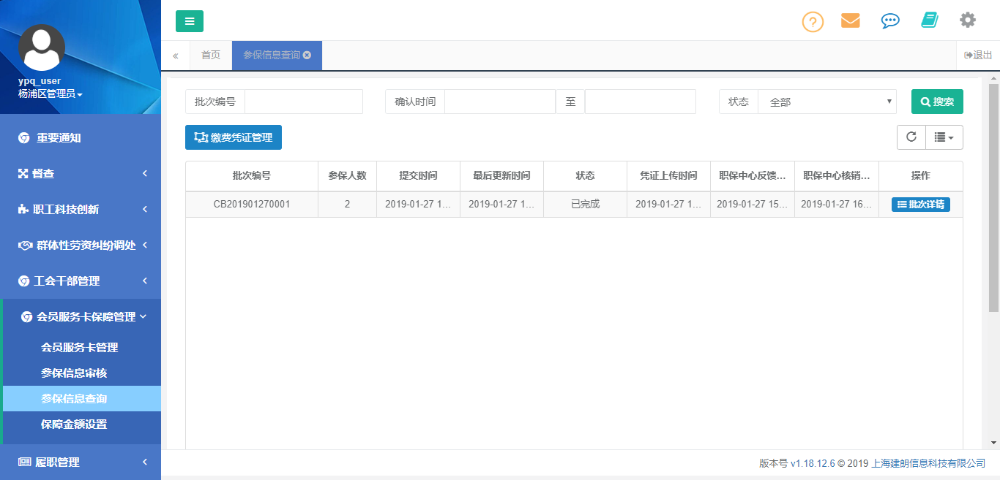 ypq_user
杨浦区管理员
重要通知
督查
职工科技创新
群体性劳资纠纷调处
工会干部管理
会员服务卡保障管理
会员服务卡管理
参保信息审核
参保信息查询
保障金额设置
履职管理
«
首页
参保信息查询
退出
批次编号
确认时间
至
状态
全部
搜索
缴费凭证管理
批次编号 参保人数 提交时间 最后更新时间 状态 凭证上传时间 职保中心反馈... 职保中心核销... 操作
CB201901270001 2 2019-01-27 1... 2019-01-27 1... 已完成 2019-01-27 1... 2019-01-27 15... 2019-01-27 16... 批次详情
版本号 v1.18.12.6 © 2019 上海建朗信息科技有限公司